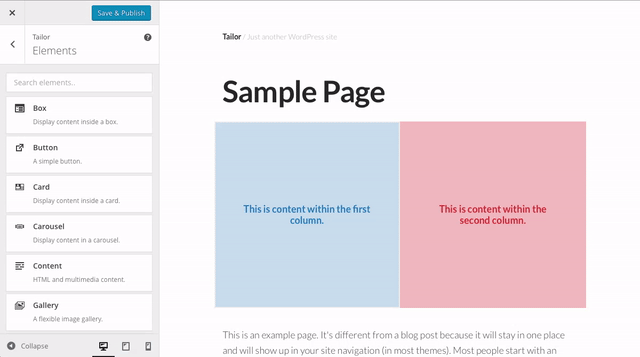 Save & Publish
Tailor
Elements
Search elements..
Box
Display content inside a box.
Button
A simple button.
Card
Display content inside a card.
Carousel
Display content in a carousel.
Content
HTML and multimedia content.
Gallery
A flexible image gallery.
Collapse
Tailor / Just another WordPress site
Sample Page
This is content within the first
column.
This is content within the
second column.
This is an example page. It's different from a blog post because it will stay in one place
and will show up in your site navigation (in most themes). Most people start with an